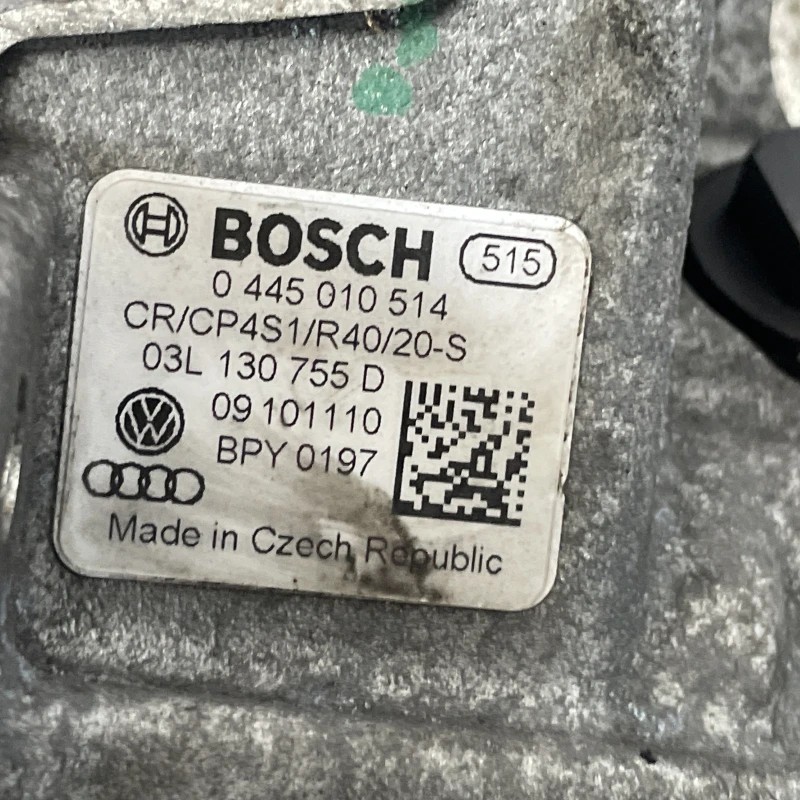 BOSCH 515
0 445 010 514
CR/CP4S1/R40/20-S
03L 130 755 D
09 101110
BPY 0197
Made in Czech Republic